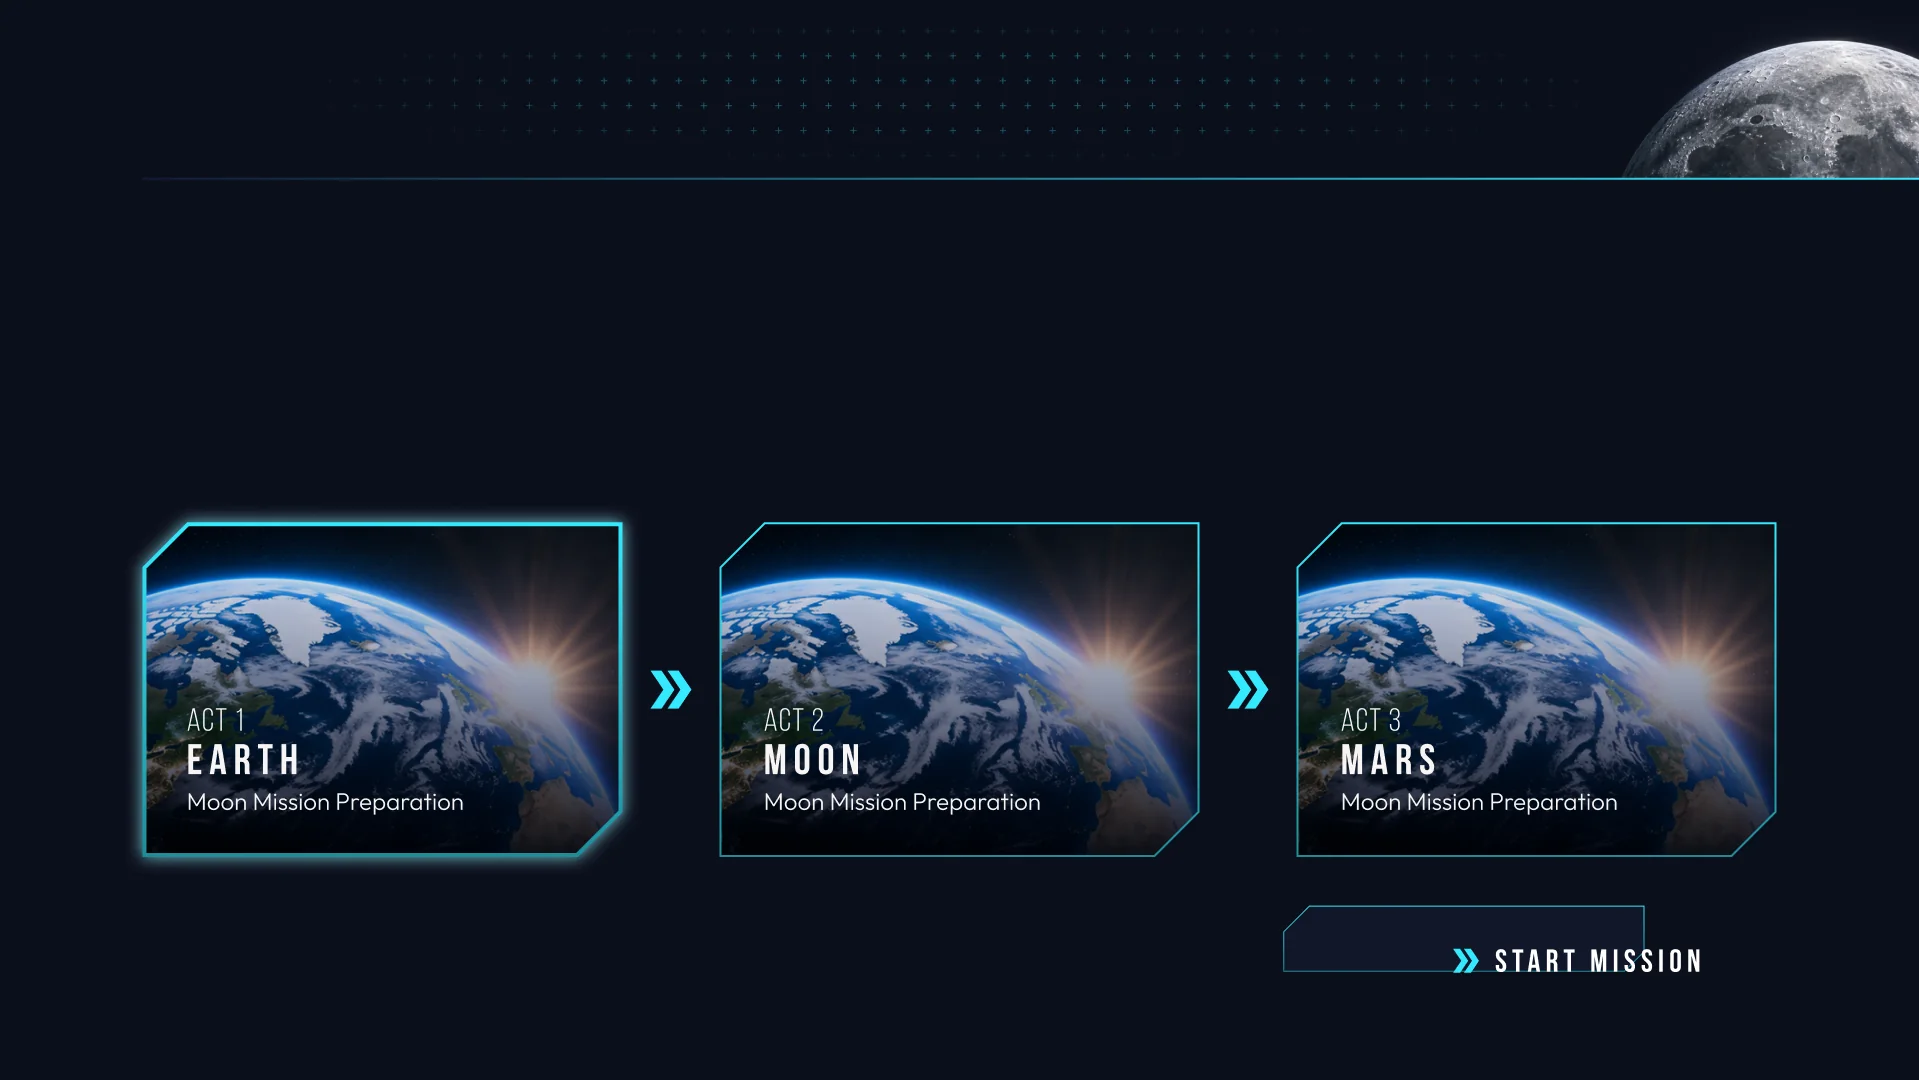 ACT 1
EARTH
Moon Mission Preparation
ACT 2
MOON
Moon Mission Preparation
ACT 3
MARS
Moon Mission Preparation
START MISSION